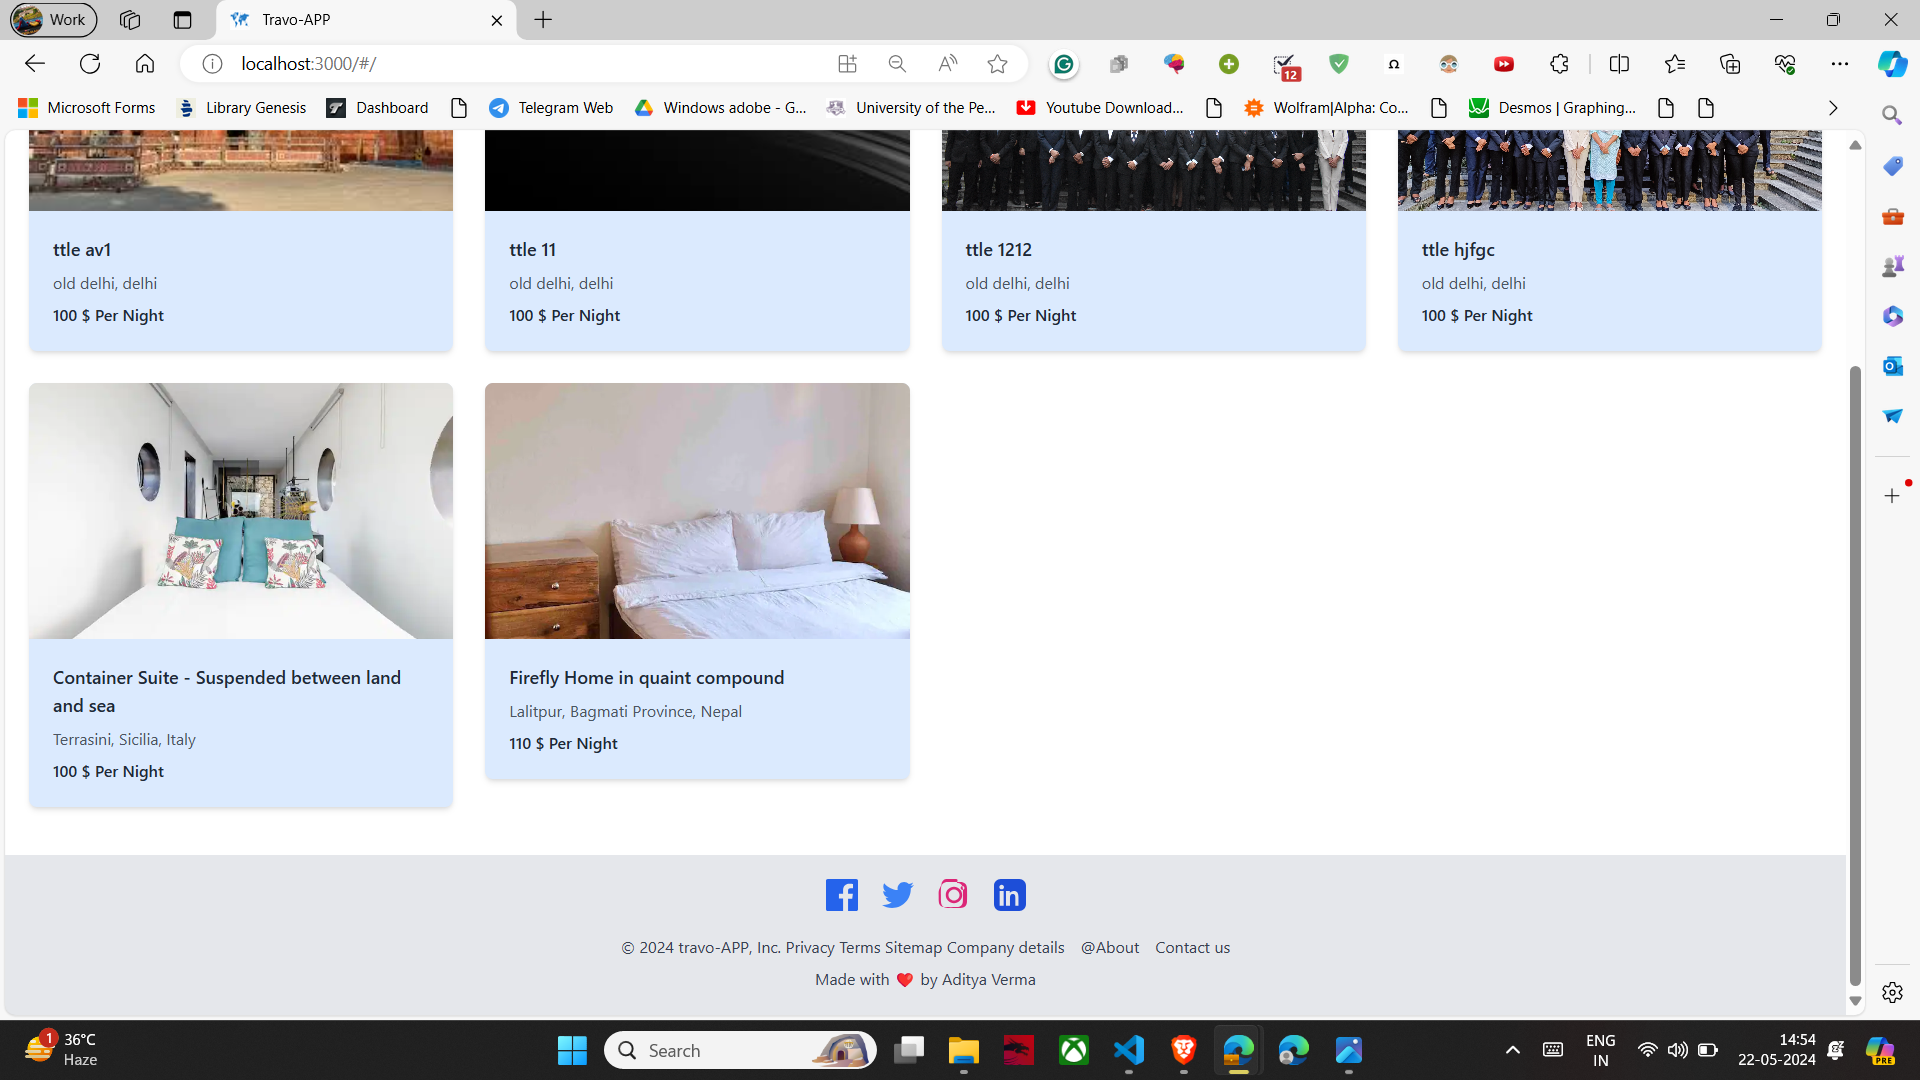 Work
Travo-APP
localhost:3000/#/
12
Microsoft Forms
Library Genesis
Dashboard
Telegram Web
Windows adobe - G...
University of the Pe...
Youtube Download...
Wolfram|Alpha: Co...
Desmos | Graphing...
ttle av1
old delhi, delhi
100 $ Per Night
ttle 11
old delhi, delhi
100 $ Per Night
ttle 1212
old delhi, delhi
100 $ Per Night
ttle hjfgc
old delhi, delhi
100 $ Per Night
Container Suite - Suspended between land
and sea
Terrasini, Sicilia, Italy
100 $ Per Night
Firefly Home in quaint compound
Lalitpur, Bagmati Province, Nepal
110 $ Per Night
© 2024 travo-APP, Inc. Privacy Terms Sitemap Company details @About Contact us
Made with ❤️ by Aditya Verma
1
36°C
Haze
Search
ENG
IN
14:54
22-05-2024
PRE